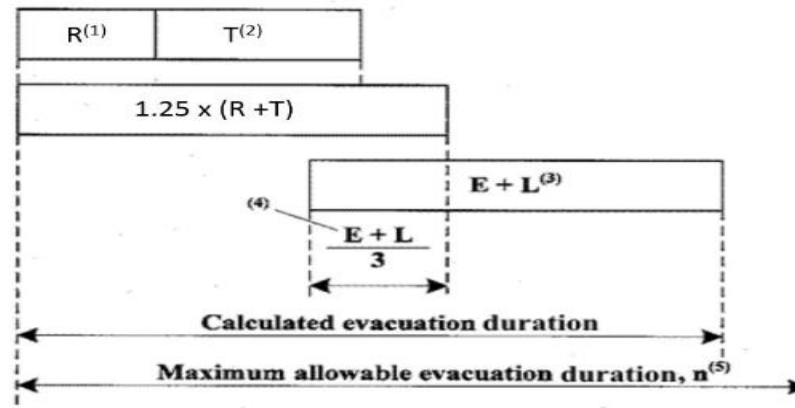 R(1) T(2)
1.25 x (R +T)
E + L(3)
(4)
E + L
3
Calculated evacuation duration
Maximum allowable evacuation duration, n(5)